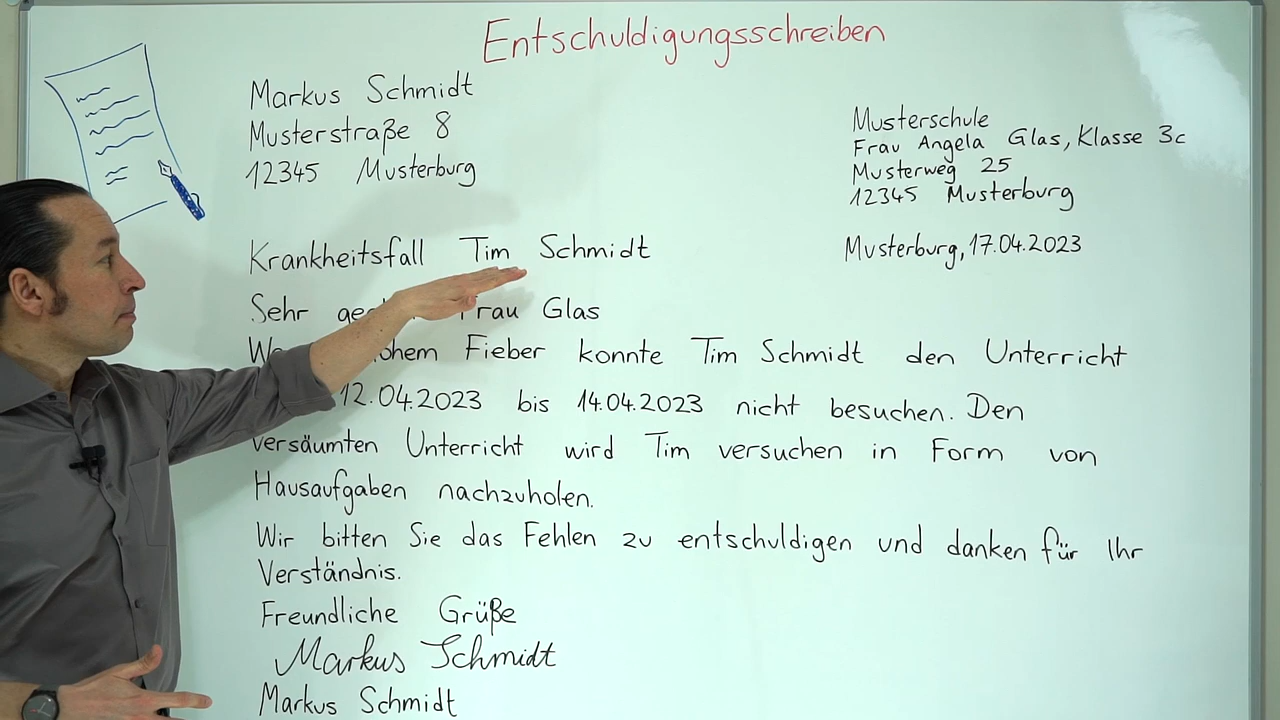 Entschuldigungsschreiben
Markus Schmidt
Musterstraße 8
12345 Musterburg
Musterschule
Frau Angela Glas, Klasse 3c
Musterweg 25
12345 Musterburg
Krankheitsfall Tim Schmidt
Musterburg, 17.04.2023
Sehr Frau Glas
Fieber konnte Tim Schmidt den Unterricht
12.04.2023 bis 14.04.2023 nicht besuchen. Den
versäumten Unterricht wird Tim versuchen in Form von
Hausaufgaben nachzuholen.
Wir bitten Sie das Fehlen zu entschuldigen und danken für Ihr
Verständnis.
Freundliche Grüße
Markus Schmidt
Markus Schmidt